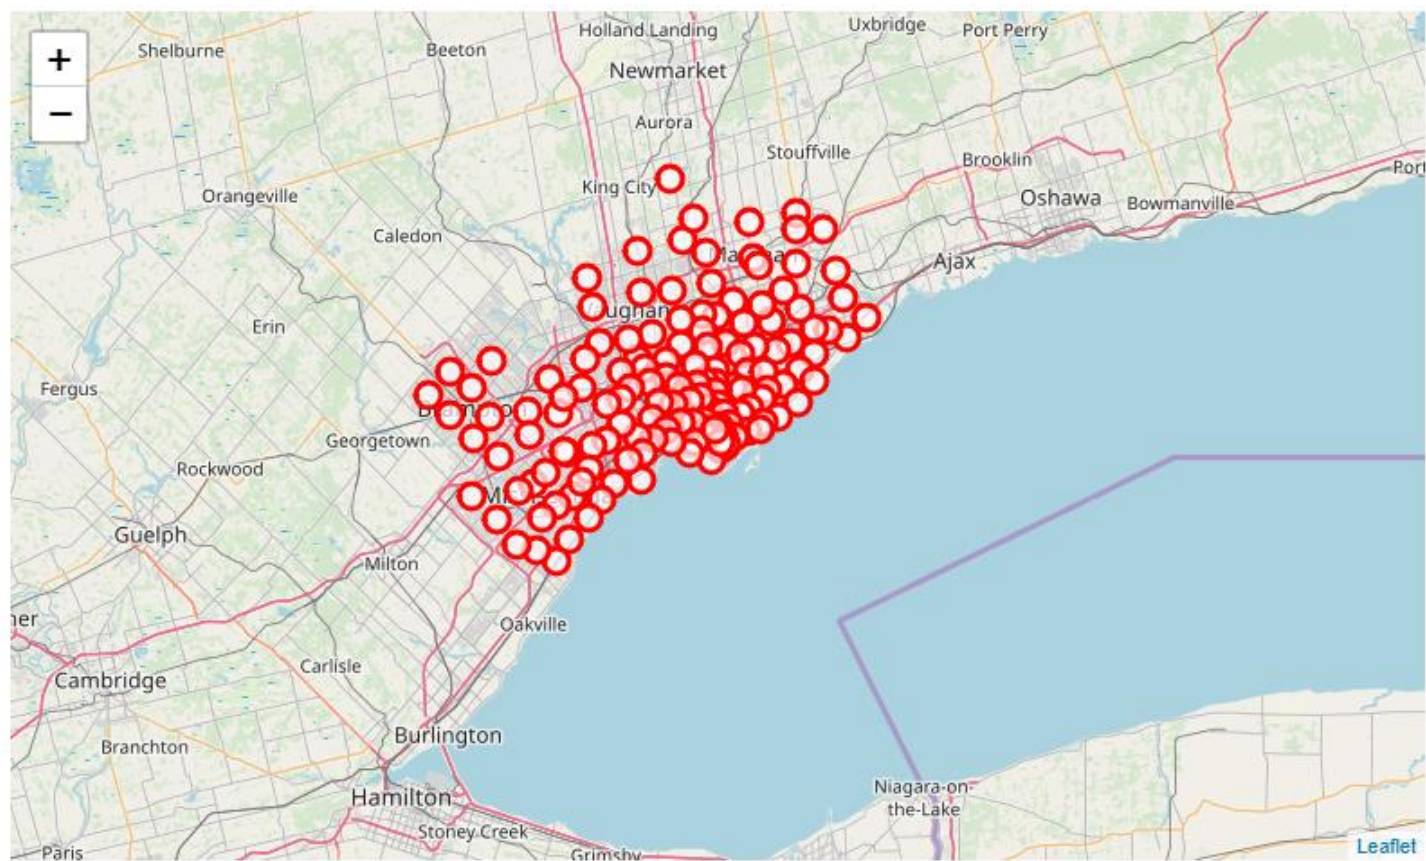 +
−
Holland Landing
Uxbridge
Port Perry
Shelburne
Beeton
Newmarket
Aurora
Stouffville
Brooklin
Port
King City
Orangeville
Oshawa
Bowmanville
Caledon
Ajax
Erin
Fergus
Georgetown
Rockwood
Guelph
Milton
Oakville
Carlisle
Cambridge
Burlington
Branchton
Niagara-on
the-Lake
Hamilton
Stoney Creek
Leaflet
Paris
Grimsby